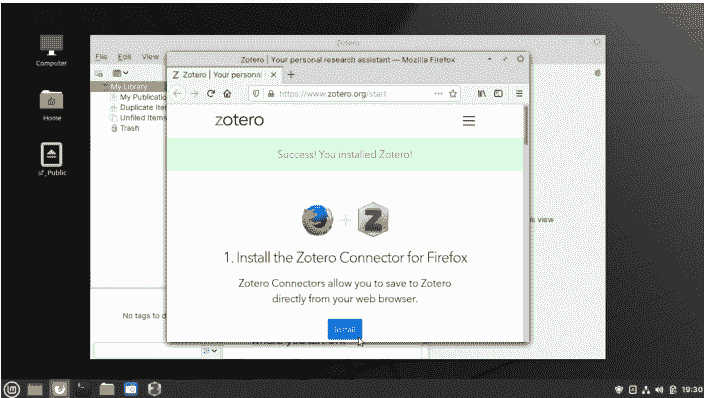 Zotero
Computer
File Edit View
Zotero | Your personal research assistant — Mozilla Firefox
Zotero | Your personal
My Library
My Publicatio
https://www.zotero.org/start
Home
Duplicate Ite
Unfiled Items
zotero
Trash
Success! You installed Zotero!
sf_Public
is view
1. Install the Zotero Connector for Firefox
Zotero Connectors allow you to save to Zotero
directly from your web browser.
No tags to d
Install
19:30